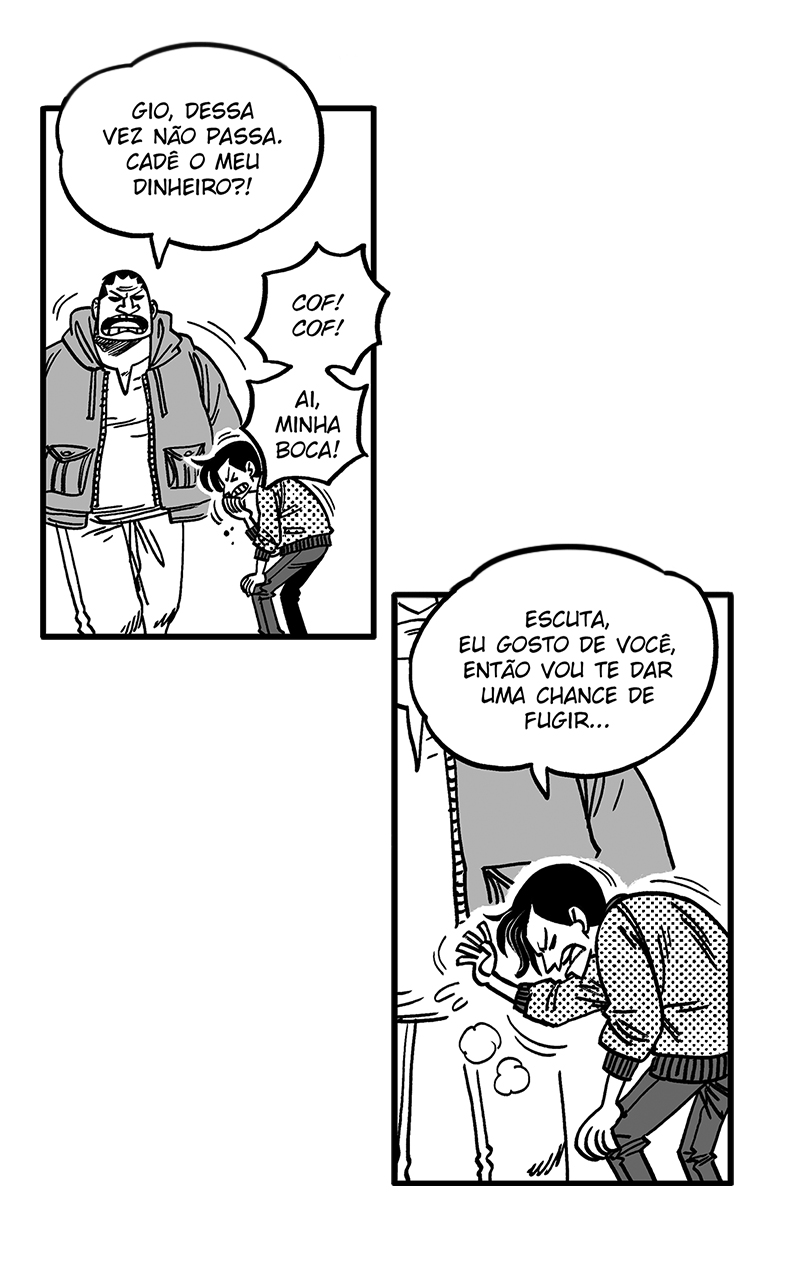 GIO, DESSA
VEZ NÃO PASSA.
CADÊ O MEU
DINHEIRO?!
COF!
COF!
AI,
MINHA
BOCA!
ESCUTA,
EU GOSTO DE VOCÊ,
ENTÃO VOU TE DAR
UMA CHANCE DE
FUGIR...